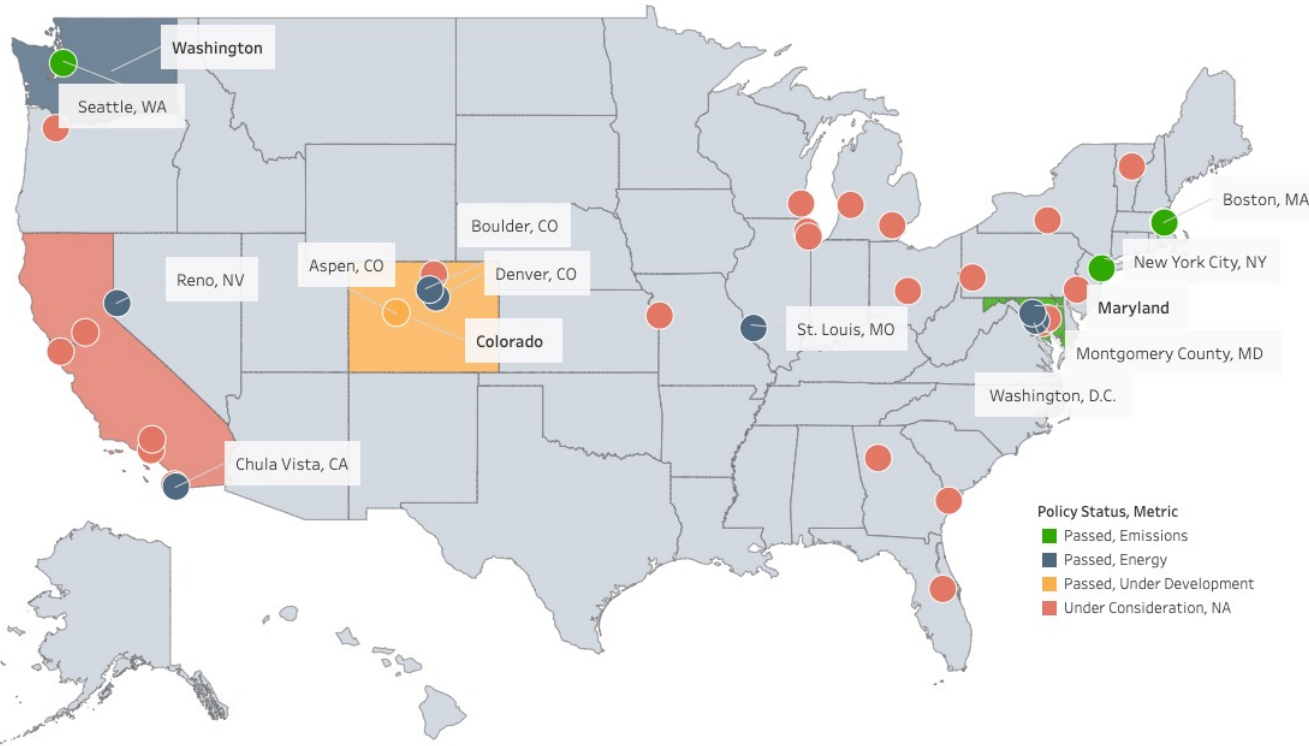 Washington
Seattle, WA
Boulder, CO
Boston, MA
Aspen, CO
Denver, CO
New York City, NY
Reno, NV
Maryland
St. Louis, MO
Colorado
Montgomery County, MD
Washington, D.C.
Chula Vista, CA
Policy Status, Metric
Passed, Emissions
Passed, Energy
Passed, Under Development
Under Consideration, NA